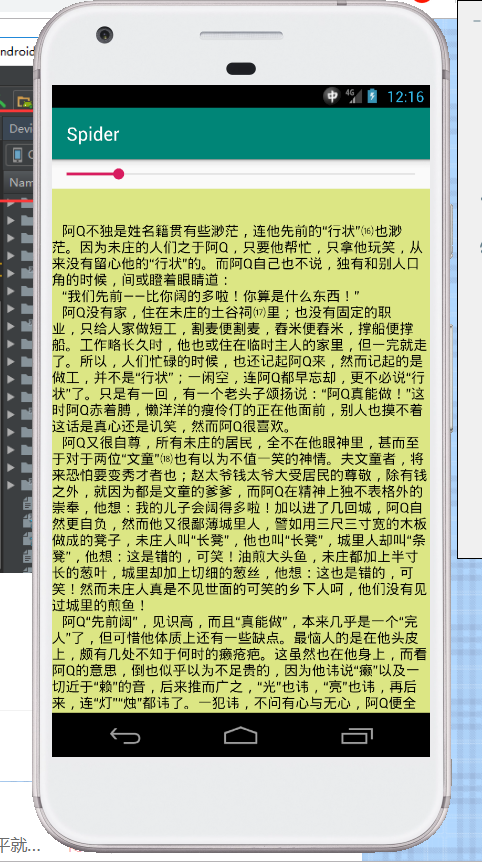 ndroid
Devi
Nam
中 4G 12:16
Spider
阿Q不独是姓名籍贯有些渺茫，连他先前的“行状”⒃也渺
茫。因为未庄的人们之于阿Q，只要他帮忙，只拿他玩笑，从
来没有留心他的“行状”的。而阿Q自己也不说，独有和别人口
角的时候，间或瞪着眼睛道：
“我们先前——比你阔的多啦！你算是什么东西！”
阿Q没有家，住在未庄的土谷祠⒄里；也没有固定的职
业，只给人家做短工，割麦便割麦，舂米便舂米，撑船便撑
船。工作略长久时，他也或住在临时主人的家里，但一完就走
了。所以，人们忙碌的时候，也还记起阿Q来，然而记起的是
做工，并不是“行状”；一闲空，连阿Q都早忘却，更不必说“行
状”了。只是有一回，有一个老头子颂扬说：“阿Q真能做！”这
时阿Q赤着膊，懒洋洋的瘦伶仃的正在他面前，别人也摸不着
这话是真心还是讥笑，然而阿Q很喜欢。
阿Q又很自尊，所有未庄的居民，全不在他眼神里，甚而至
于对于两位“文童”⒅也有以为不值一笑的神情。夫文童者，将
来恐怕要变秀才者也；赵太爷钱太爷大受居民的尊敬，除有钱
之外，就因为都是文童的爹爹，而阿Q在精神上独不表格外的
崇奉，他想：我的儿子会阔得多啦！加以进了几回城，阿Q自
然更自负，然而他又很鄙薄城里人，譬如用三尺三寸宽的木板
做成的凳子，未庄人叫“长凳”，他也叫“长凳”，城里人却叫“条
凳”，他想：这是错的，可笑！油煎大头鱼，未庄都加上半寸
长的葱叶，城里却加上切细的葱丝，他想：这也是错的，可
笑！然而未庄人真是不见世面的可笑的乡下人呵，他们没有见
过城里的煎鱼！
阿Q“先前阔”，见识高，而且“真能做”，本来几乎是一个“完
人”了，但可惜他体质上还有一些缺点。最恼人的是在他头皮
上，颇有几处不知于何时的癞疮疤。这虽然也在他身上，而看
阿Q的意思，倒也似乎以为不足贵的，因为他讳说“癞”以及一
切近于“赖”的音，后来推而广之，“光”也讳，“亮”也讳，再后
来，连“灯”“烛”都讳了。一犯讳，不问有心与无心，阿Q便全
平就...